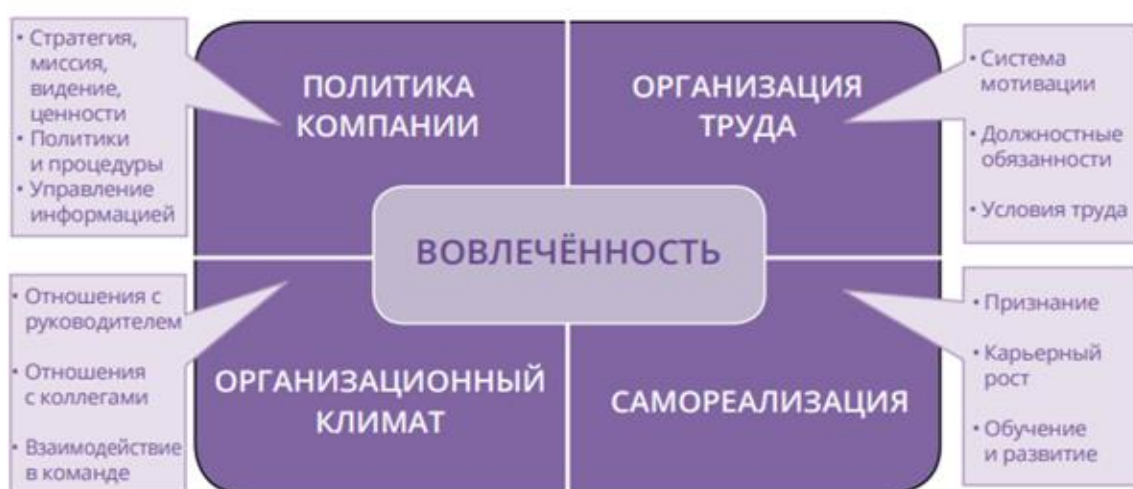 • Стратегия,
миссия,
видение,
ценности
• Политики
и процедуры
• Управление
информацией
ПОЛИТИКА
КОМПАНИИ
ОРГАНИЗАЦИЯ
ТРУДА
• Система
мотивации
• Должностные
обязанности
• Условия труда
ВОВЛЕЧЁННОСТЬ
• Отношения с
руководителем
• Отношения
с коллегами
• Взаимодействие
в команде
ОРГАНИЗАЦИОННЫЙ
КЛИМАТ
САМОРЕАЛИЗАЦИЯ
• Признание
• Карьерный
рост
• Обучение
и развитие